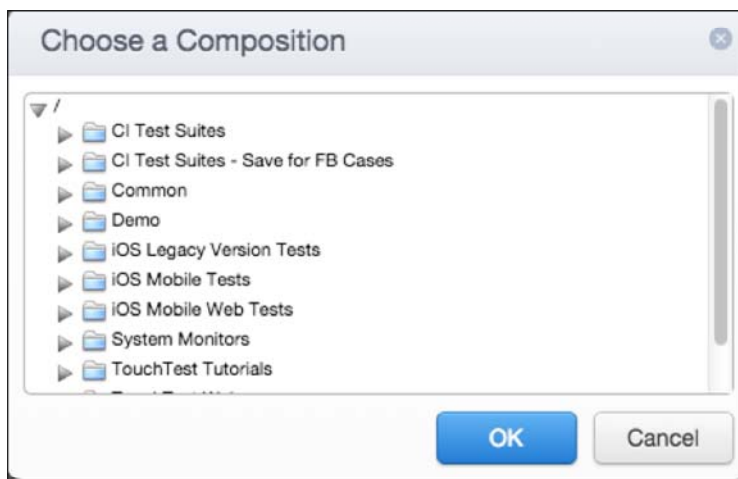 Choose a Composition
/
CI Test Suites
CI Test Suites - Save for FB Cases
Common
Demo
iOS Legacy Version Tests
iOS Mobile Tests
iOS Mobile Web Tests
System Monitors
TouchTest Tutorials
OK
Cancel